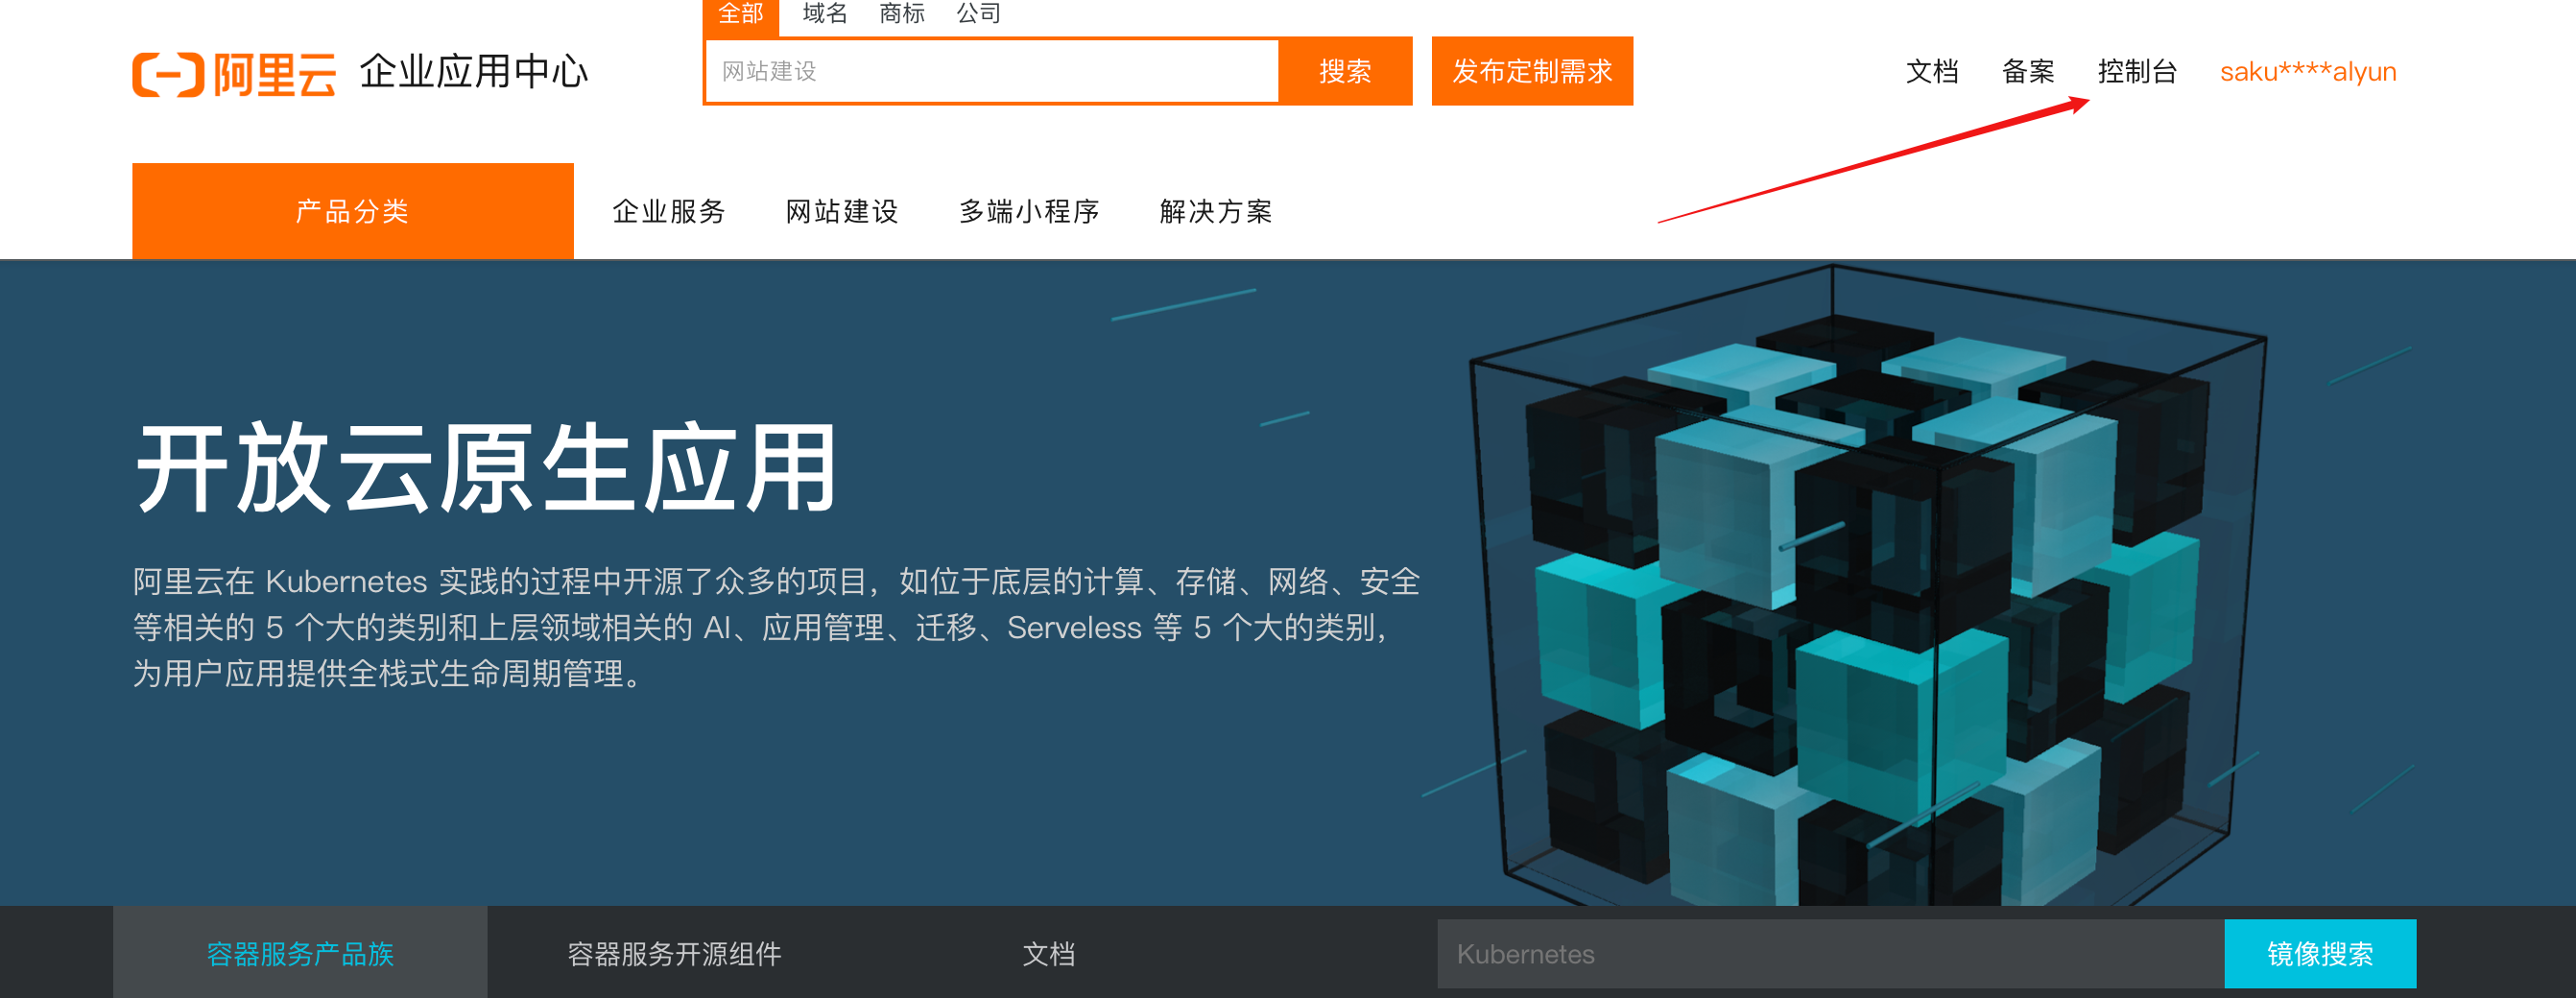 全部 域名 商标 公司
阿里云 企业应用中心
网站建设 搜索 发布定制需求
文档 备案 控制台 saku****alyun
产品分类 企业服务 网站建设 多端小程序 解决方案
开放云原生应用
阿里云在 Kubernetes 实践的过程中开源了众多的项目，如位于底层的计算、存储、网络、安全
等相关的 5 个大的类别和上层领域相关的 AI、应用管理、迁移、Serveless 等 5 个大的类别，
为用户应用提供全栈式生命周期管理。
容器服务产品族 容器服务开源组件 文档 Kubernetes 镜像搜索